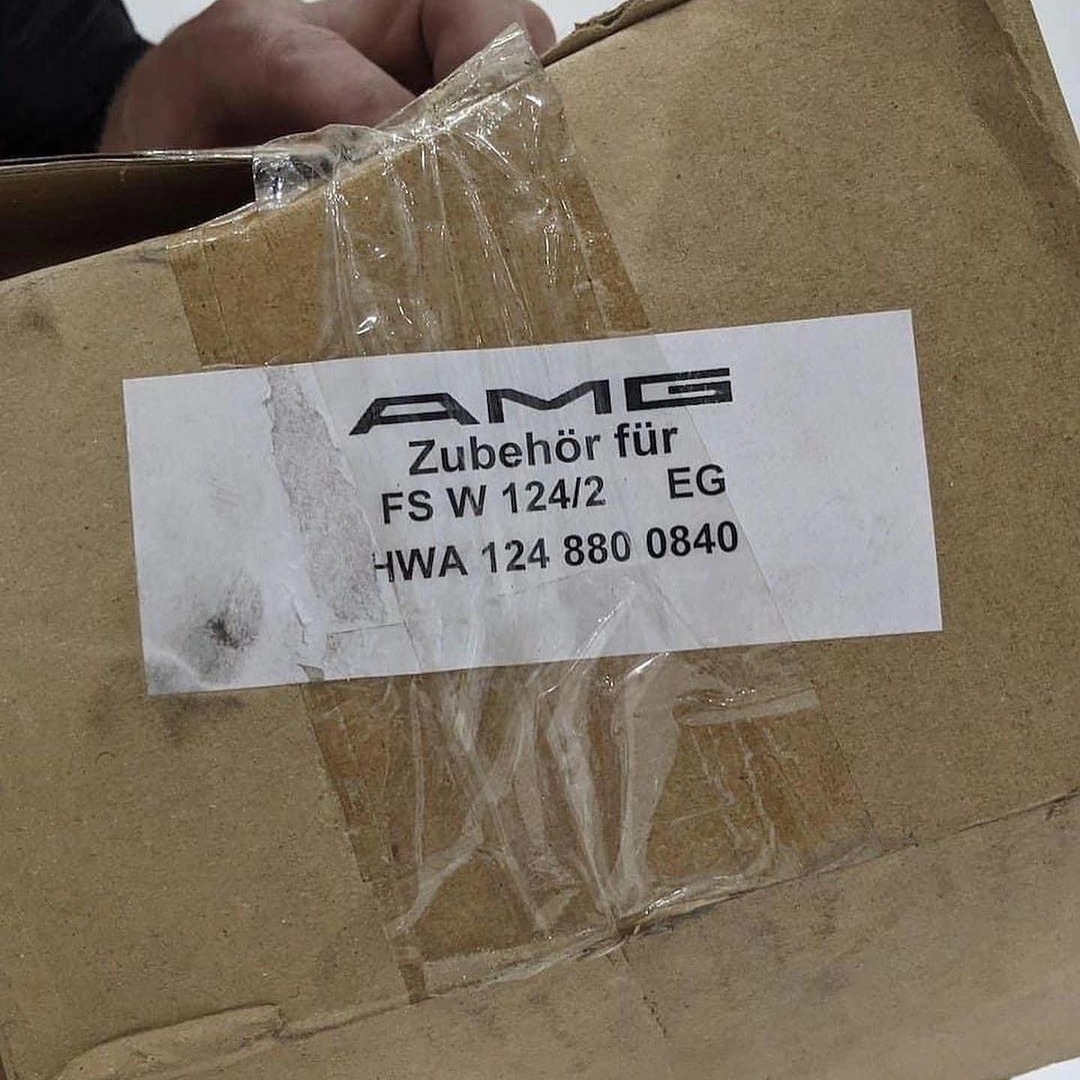 AMG
Zubehör für
FS W 124/2 EG
HWA 124 880 0840